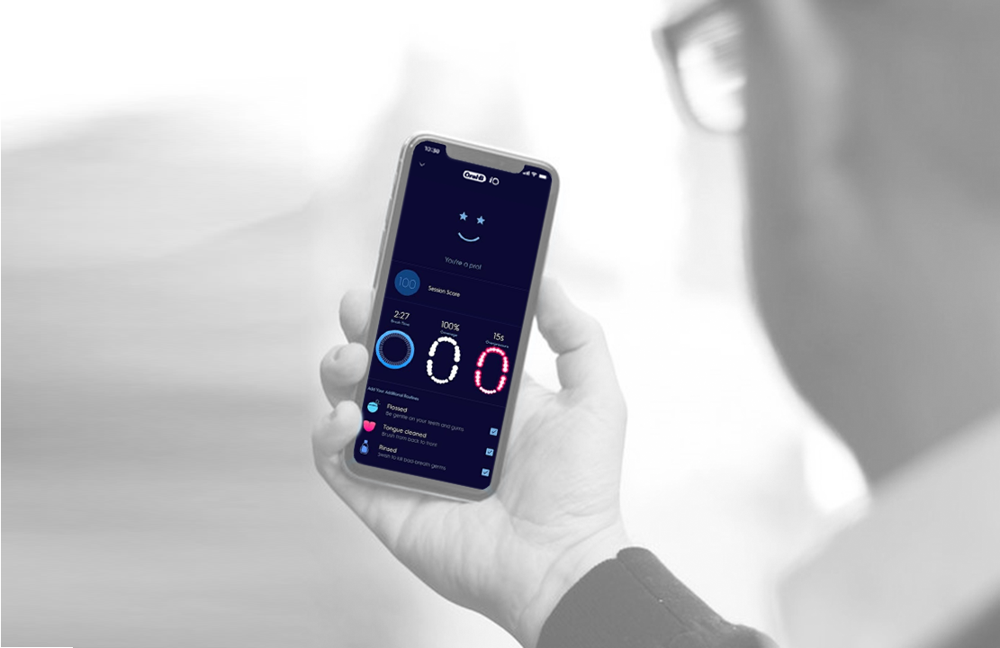 10:30
Oral-B iO
You're a pro!
100
Session Score
2:27
Brush Time
100%
Coverage
15s
Overpressure
Add Your Additional Routines
Flossed
Be gentle on your teeth and gums
Tongue cleaned
Brush from back to front
Rinsed
Swish to kill bad-breath germs